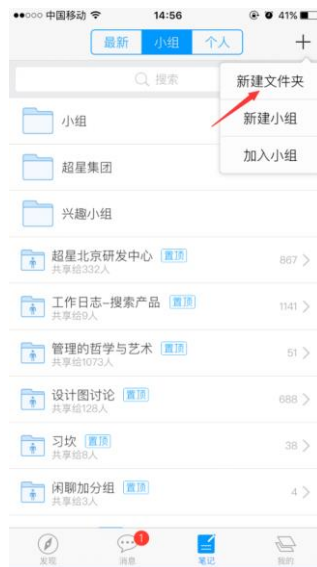 中国移动 14:56 41%
最新 小组 个人
搜索
新建文件夹
新建小组
加入小组
小组
超星集团
兴趣小组
超星北京研发中心 置顶 867
共享给332人
工作日志-搜索产品 置顶 1141
共享给9人
管理的哲学与艺术 置顶 51
共享给1073人
设计图讨论 置顶 688
共享给128人
习坎 置顶 38
共享给8人
闲聊加分组 置顶 4
共享给3人
1
发现 消息 笔记 我的